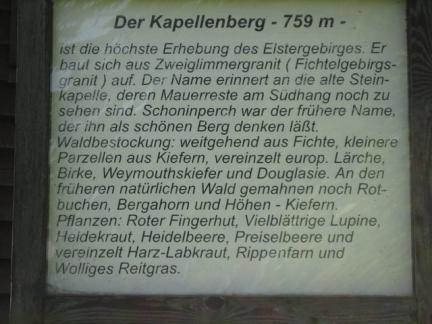 Der Kapellenberg - 759 m -
ist die höchste Erhebung des Elstergebirges. Er
baut sich aus Zweiglimmergranit ( Fichtelgebirgs-
granit ) auf. Der Name erinnert an die alte Stein-
kapelle, deren Mauerreste am Südhang noch zu
sehen sind. Schoninperch war der frühere Name,
der ihn als schönen Berg denken läßt.
Waldbestockung: weitgehend aus Fichte, kleinere
Parzellen aus Kiefern, vereinzelt europ. Lärche,
Birke, Weymouthskiefer und Douglasie. An den
früheren natürlichen Wald gemahnen noch Rot-
buchen, Bergahorn und Höhen - Kiefern.
Pflanzen: Roter Fingerhut, Vielblättrige Lupine,
Heidekraut, Heidelbeere, Preiselbeere und
vereinzelt Harz-Labkraut, Rippenfarn und
Wolliges Reitgras.